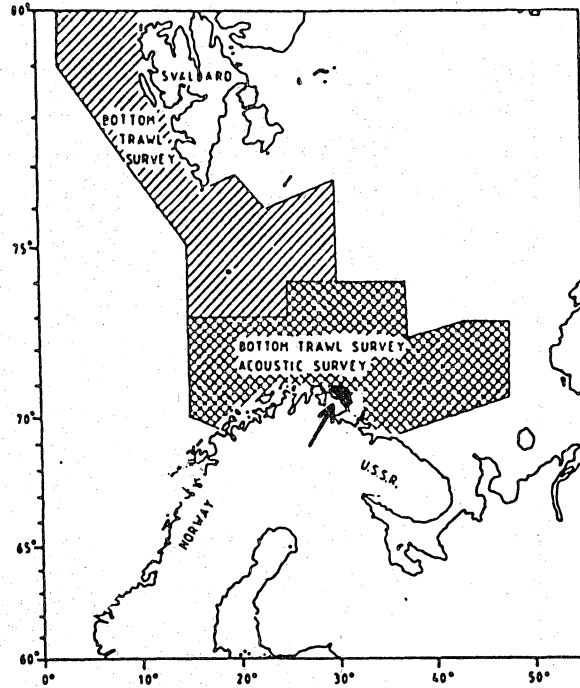 80°
SVALBARD
BOTTOM
TRAWL
SURVEY
75°
BOTTOM TRAWL SURVEY
ACOUSTIC SURVEY
70°
U.S.S.R.
NORWAY
65°
60°
0° 10° 20° 30° 40° 50°